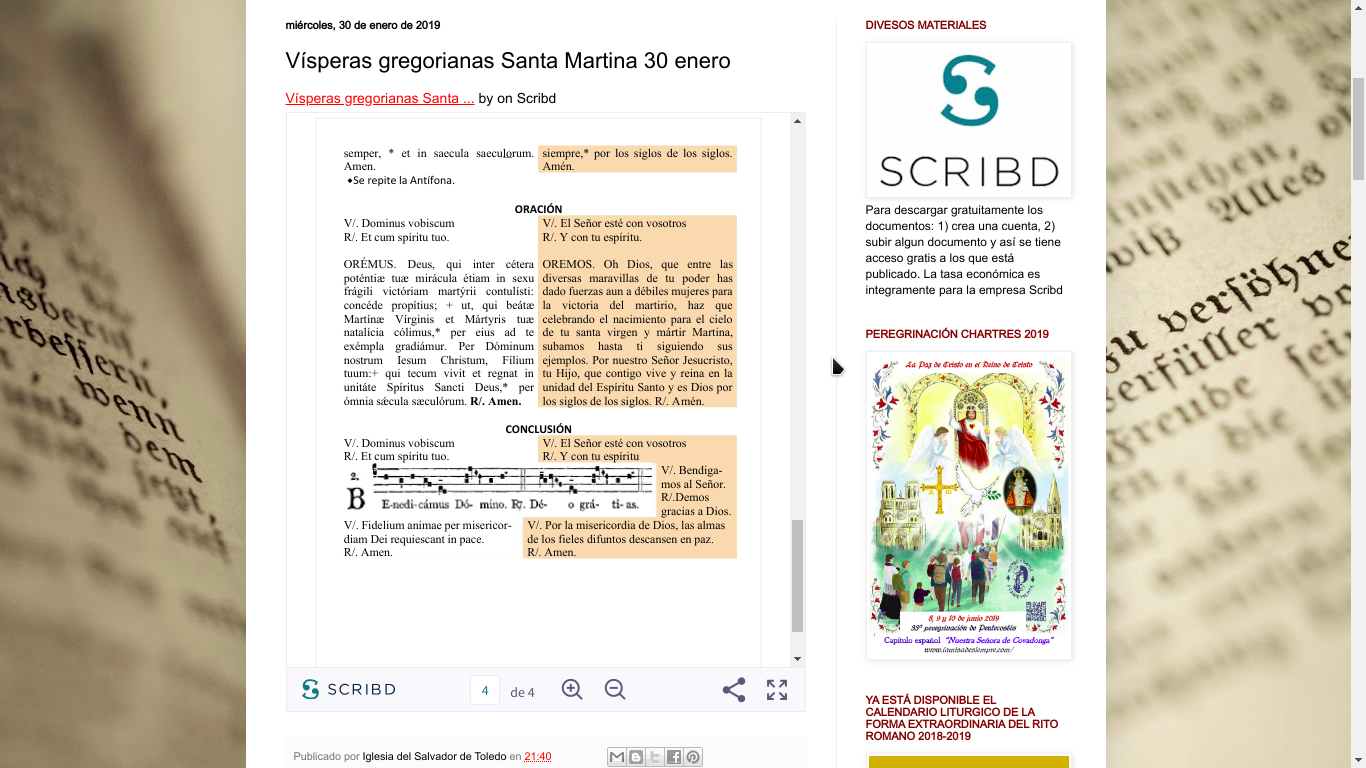 miércoles, 30 de enero de 2019
Vísperas gregorianas Santa Martina 30 enero
Vísperas gregorianas Santa ... by on Scribd
semper, * et in saecula saeculorum.
Amen.
siempre,* por los siglos de los siglos.
Amén.
♦Se repite la Antífona.
ORACIÓN
V/. Dominus vobiscum
R/. Et cum spíritu tuo.
V/. El Señor esté con vosotros
R/. Y con tu espíritu.
ORÉMUS. Deus, qui inter cétera
poténtiæ tuæ mirácula étiam in sexu
frágili victóriam martýrii contulísti:
concéde propítius; + ut, qui beátæ
Martínæ Vírginis et Mártyris tuæ
natalícia cólimus,* per eius ad te
exémpla gradiámur. Per Dóminum
nostrum Iesum Christum, Fílium
tuum:+ qui tecum vivit et regnat in
unitáte Spíritus Sancti Deus,* per
ómnia sǽcula sæculórum. R/. Amen.
OREMOS. Oh Dios, que entre las
diversas maravillas de tu poder has
dado fuerzas aun a débiles mujeres para
la victoria del martirio, haz que
celebrando el nacimiento para el cielo
de tu santa virgen y mártir Martina,
subamos hasta ti siguiendo sus
ejemplos. Por nuestro Señor Jesucristo,
tu Hijo, que contigo vive y reina en la
unidad del Espíritu Santo y es Dios por
los siglos de los siglos. R/. Amén.
CONCLUSIÓN
V/. Dominus vobiscum
R/. Et cum spíritu tuo.
V/. El Señor esté con vosotros
R/. Y con tu espíritu
2.
B E-nedi-cámus Dó- mino. R/. Dé- o grá- ti-as.
V/. Bendiga-
mos al Señor.
R/.Demos
gracias a Dios.
V/. Fidelium animae per misericor-
diam Dei requiescant in pace.
R/. Amen.
V/. Por la misericordia de Dios, las almas
de los fieles difuntos descansen en paz.
R/. Amen.
SCRIBD
4 de 4
Publicado por Iglesia del Salvador de Toledo en 21:40
DIVESOS MATERIALES
SCRIBD
Para descargar gratuitamente los
documentos: 1) crea una cuenta, 2)
subir algun documento y así se tiene
acceso gratis a los que está
publicado. La tasa económica es
integramente para la empresa Scribd
PEREGRINACIÓN CHARTRES 2019
La Paz de Cristo en el Reino de Cristo
8, 9 y 10 de junio 2019
33ª peregrinación de Pentecostés
Capítulo español "Nuestra Señora de Covadonga"
www.lamisadesiempre.com/
YA ESTÁ DISPONIBLE EL
CALENDARIO LITURGICO DE LA
FORMA EXTRAORDINARIA DEL RITO
ROMANO 2018-2019
wenn
dem
Alles
zu versöhne